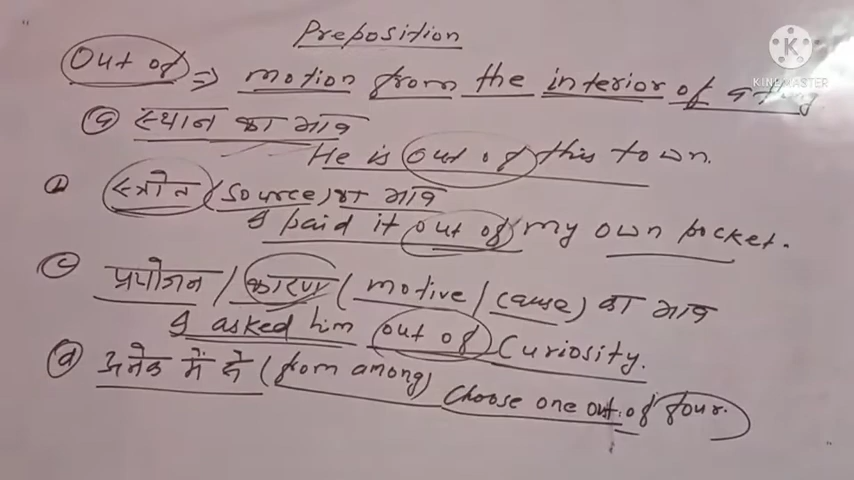 Preposition
Out of ⇒ motion from the interior of a thing
ⓐ स्थान का भाव
He is out of this town.
b स्त्रोत (source) का भाव
I paid it out of my own pocket.
ⓒ प्रयोजन / कारण (motive / cause) का भाव
I asked him out of curiosity.
ⓓ अनेक में से (from among) Choose one out of four.
KINEMASTER